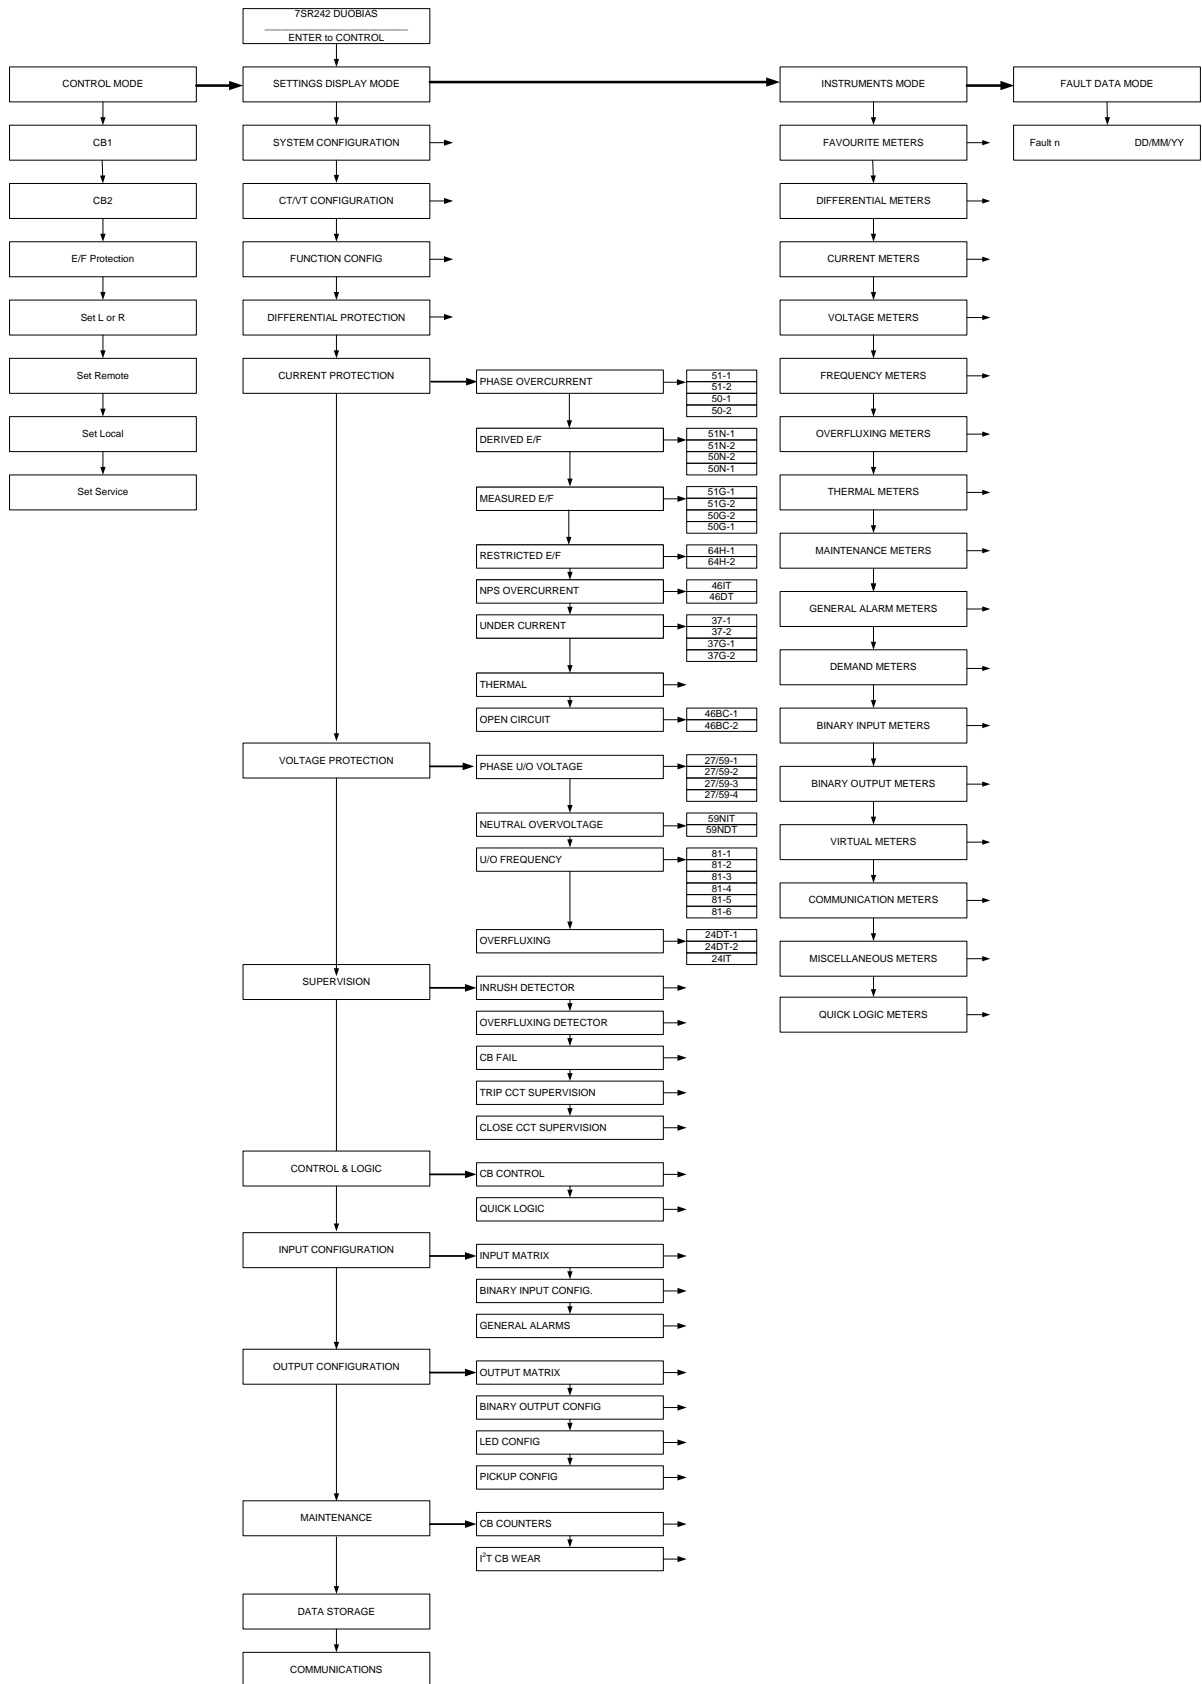 7SR242 DUOBIAS
ENTER to CONTROL
CONTROL MODE
CB1
CB2
E/F Protection
Set L or R
Set Remote
Set Local
Set Service
SETTINGS DISPLAY MODE
SYSTEM CONFIGURATION
CT/VT CONFIGURATION
FUNCTION CONFIG
DIFFERENTIAL PROTECTION
CURRENT PROTECTION
PHASE OVERCURRENT
51-1
51-2
50-1
50-2
DERIVED E/F
51N-1
51N-2
50N-2
50N-1
MEASURED E/F
51G-1
51G-2
50G-2
50G-1
RESTRICTED E/F
64H-1
64H-2
NPS OVERCURRENT
46IT
46DT
UNDER CURRENT
37-1
37-2
37G-1
37G-2
THERMAL
OPEN CIRCUIT
46BC-1
46BC-2
VOLTAGE PROTECTION
PHASE U/O VOLTAGE
27/59-1
27/59-2
27/59-3
27/59-4
NEUTRAL OVERVOLTAGE
59NIT
59NDT
U/O FREQUENCY
81-1
81-2
81-3
81-4
81-5
81-6
OVERFLUXING
24DT-1
24DT-2
24IT
SUPERVISION
INRUSH DETECTOR
OVERFLUXING DETECTOR
CB FAIL
TRIP CCT SUPERVISION
CLOSE CCT SUPERVISION
CONTROL & LOGIC
CB CONTROL
QUICK LOGIC
INPUT CONFIGURATION
INPUT MATRIX
BINARY INPUT CONFIG.
GENERAL ALARMS
OUTPUT CONFIGURATION
OUTPUT MATRIX
BINARY OUTPUT CONFIG
LED CONFIG
PICKUP CONFIG
MAINTENANCE
CB COUNTERS
I²T CB WEAR
DATA STORAGE
COMMUNICATIONS
INSTRUMENTS MODE
FAVOURITE METERS
DIFFERENTIAL METERS
CURRENT METERS
VOLTAGE METERS
FREQUENCY METERS
OVERFLUXING METERS
THERMAL METERS
MAINTENANCE METERS
GENERAL ALARM METERS
DEMAND METERS
BINARY INPUT METERS
BINARY OUTPUT METERS
VIRTUAL METERS
COMMUNICATION METERS
MISCELLANEOUS METERS
QUICK LOGIC METERS
FAULT DATA MODE
Fault n DD/MM/YY